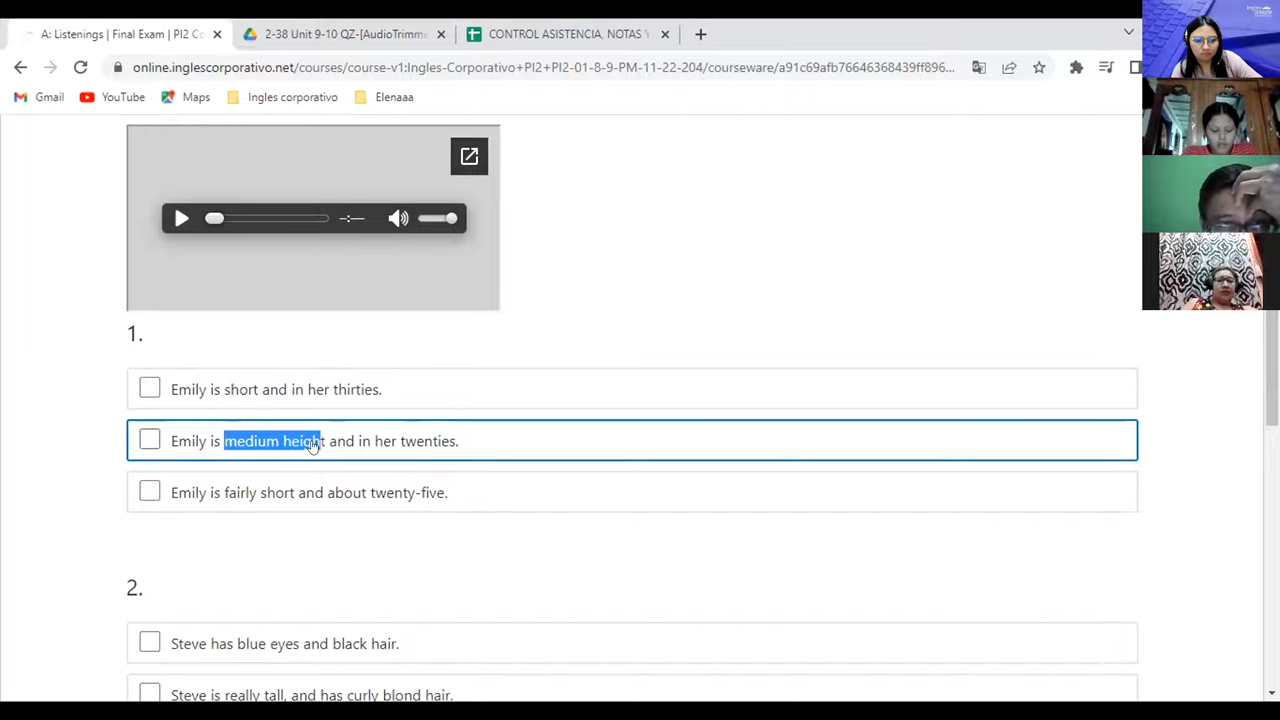 A: Listenings | Final Exam | PI2 Co
2-38 Unit 9-10 QZ-[AudioTrimme
CONTROL ASISTENCIA, NOTAS Y
online.inglescorporativo.net/courses/course-v1:Ingles-Corporativo+PI2+PI2-01-8-9-PM-11-22-204/courseware/a91c69afb76646368439ff896...
Gmail
YouTube
Maps
Ingles corporativo
Elenaaa
-:--
1.
Emily is short and in her thirties.
Emily is medium height and in her twenties.
Emily is fairly short and about twenty-five.
2.
Steve has blue eyes and black hair.
Steve is really tall, and has curly blond hair.